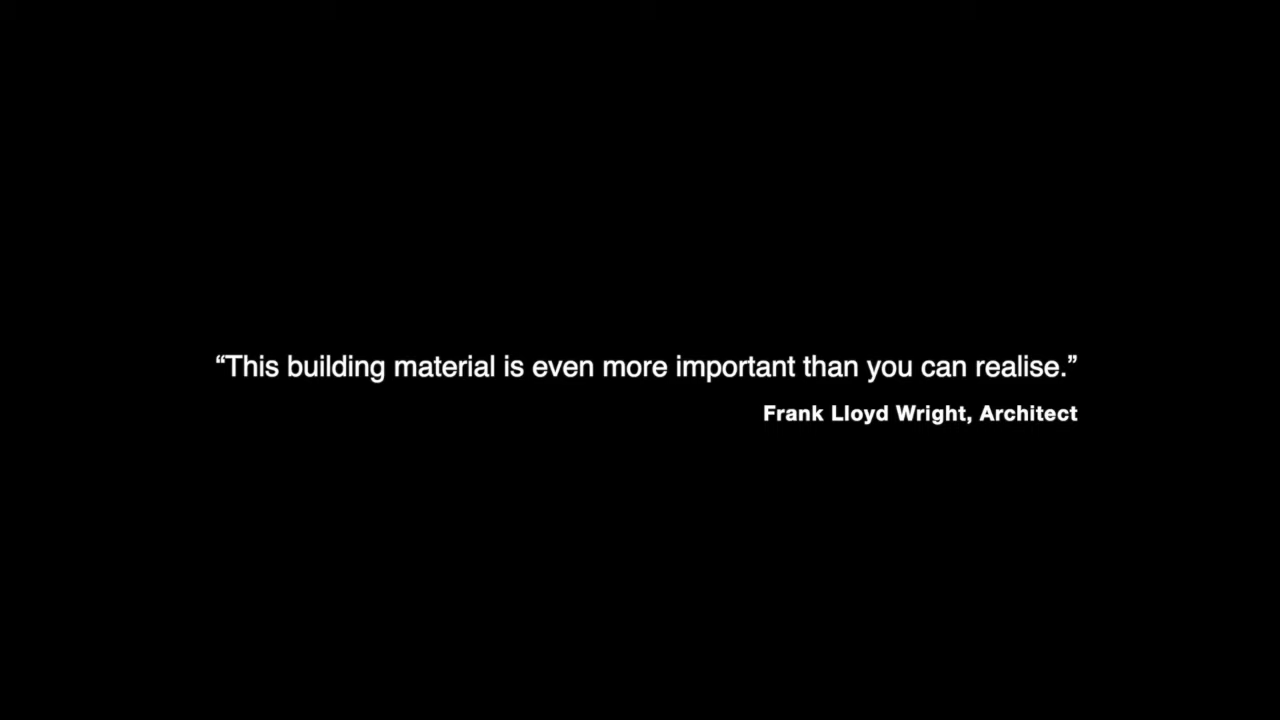 “This building material is even more important than you can realise.”
Frank Lloyd Wright, Architect